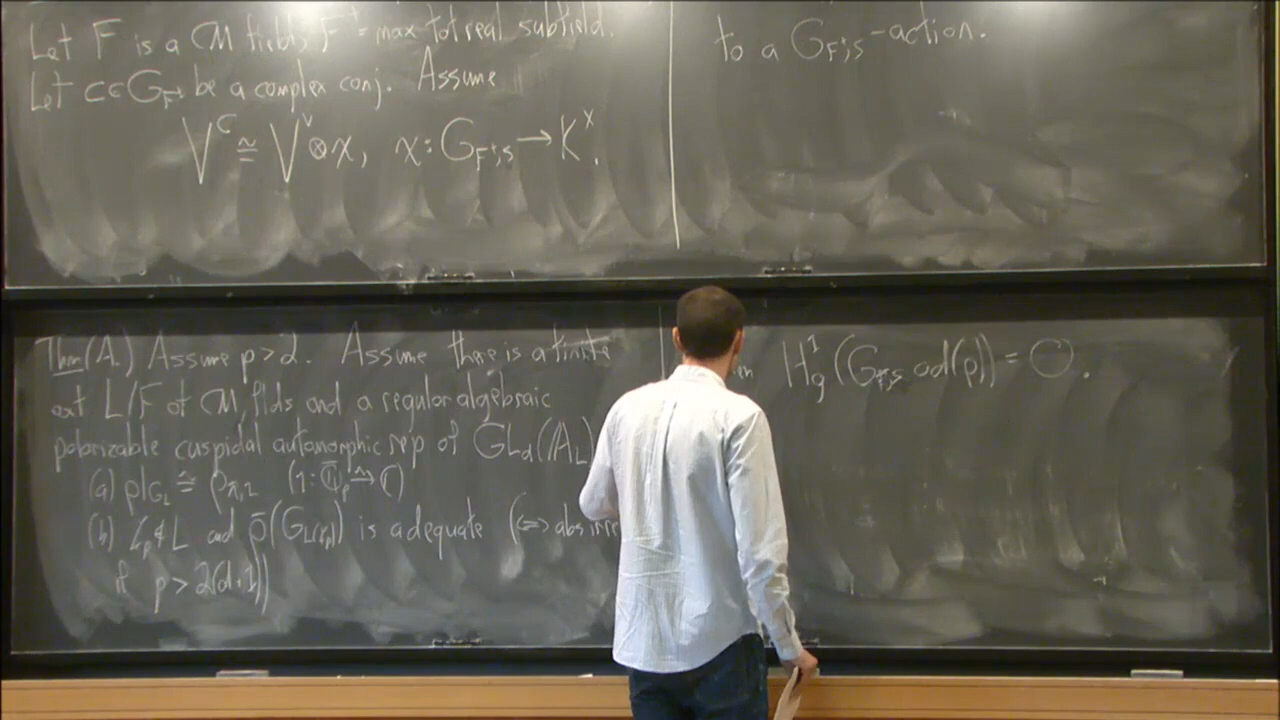 Let F is a CM field, F⁺ = max tot real subfield.
Let c ∈ G_{F⁺} be a complex conj. Assume
V^c ≅ V^∨ ⊗ χ, χ: G_{F⁺,S} → K^×.
to a G_{F⁺,S}-action.
Thm (A.) Assume p > 2. Assume there is a finite
ext L/F of CM flds and a regular algebraic
polarizable cuspidal automorphic rep of GL_d(A_L)
(a) ρ|_{G_L} ≅ ρ_{π,ι} (ι: Q̄_p ≅→ C)
(b) ζ_p ∉ L and ρ̄(G_{L(ζ_p)}) is adequate (⇐> abs irr
if p > 2(d+1))
H^1_g(G_{F,S}, ad(ρ)) = 0.